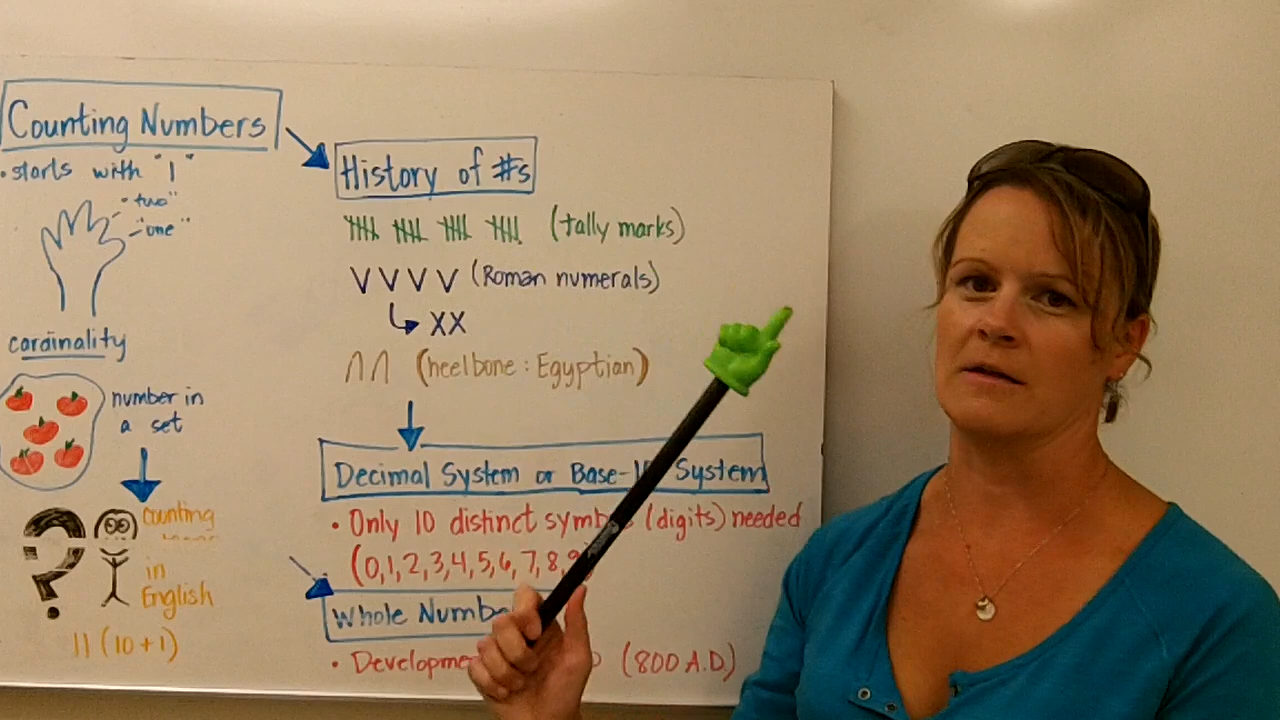 Counting Numbers
• starts with "1"
"two"
"one"
cardinality
number in
a set
counting
in
English
11 (10+1)
History of #s
(tally marks)
V V V V (Roman numerals)
XX
∩∩ (heelbone : Egyptian)
Decimal System or Base-10 System
• Only 10 distinct (digits) needed
(0,1,2,3,4,5,6,7,8,9)
Whole
• (800 A.D.)